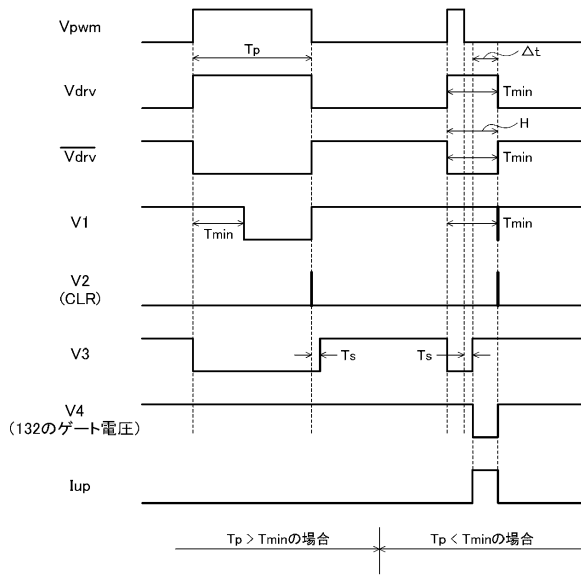 Vpwm
Tp
Δt
Vdrv
Tmin
H
Vdrv
Tmin
V1
Tmin
Tmin
V2
(CLR)
V3
Ts
Ts
V4
(132のゲート電圧)
Iup
Tp > Tminの場合
Tp < Tminの場合